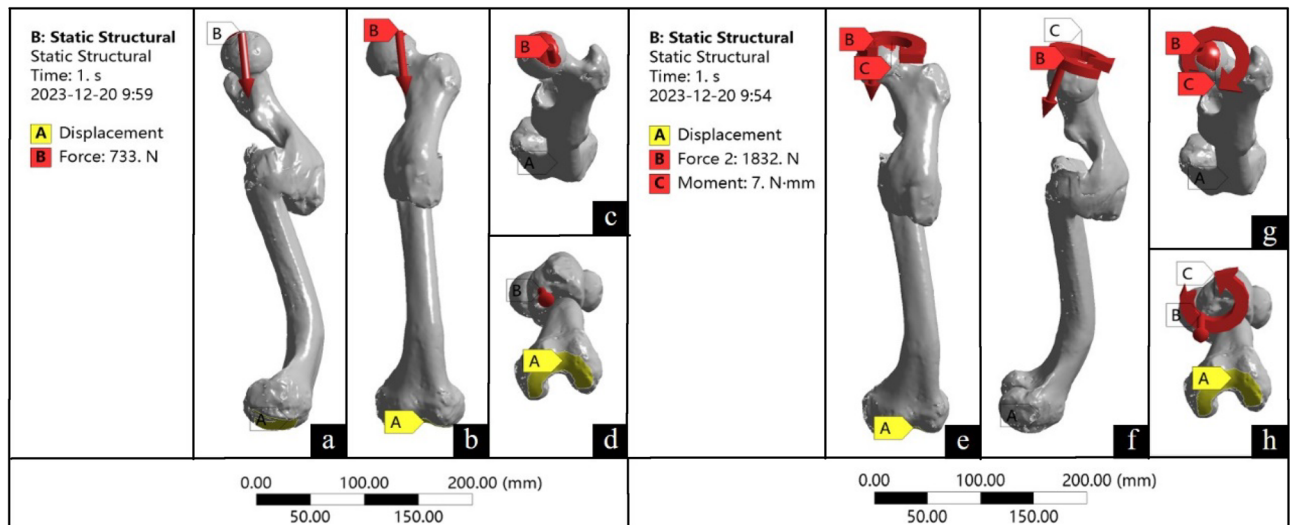 B: Static Structural
Static Structural
Time: 1. s
2023-12-20 9:59
A Displacement
B Force: 733. N
B
A
a
B
A
b
B
A
c
B
A
d
B: Static Structural
Static Structural
Time: 1. s
2023-12-20 9:54
A Displacement
B Force 2: 1832. N
C Moment: 7. N·mm
B
C
A
e
C
B
A
f
B
C
A
g
C
B
A
h
0.00 100.00 200.00 (mm)
50.00 150.00
0.00 100.00 200.00 (mm)
50.00 150.00